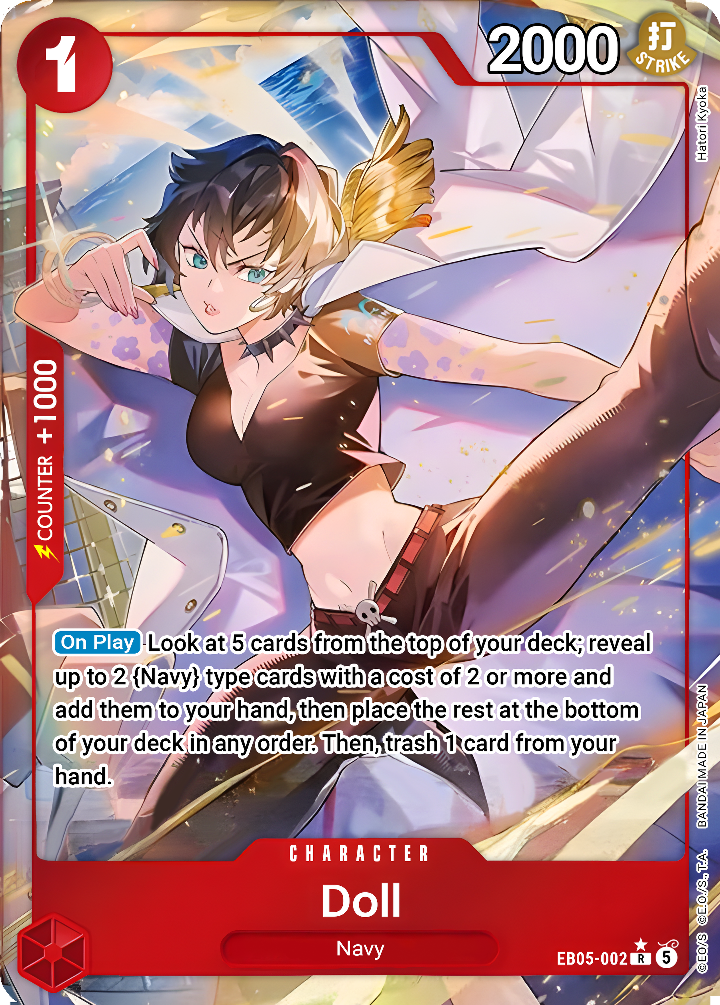 1
2000
打
STRIKE
Hatori Kyoka
COUNTER +1000
On Play Look at 5 cards from the top of your deck; reveal
up to 2 {Navy} type cards with a cost of 2 or more and
add them to your hand, then place the rest at the bottom
of your deck in any order. Then, trash 1 card from your
hand.
CHARACTER
Doll
Navy
EB05-002 R 5
©EO/S ©E.O./S.,T.A. BANDAI MADE IN JAPAN